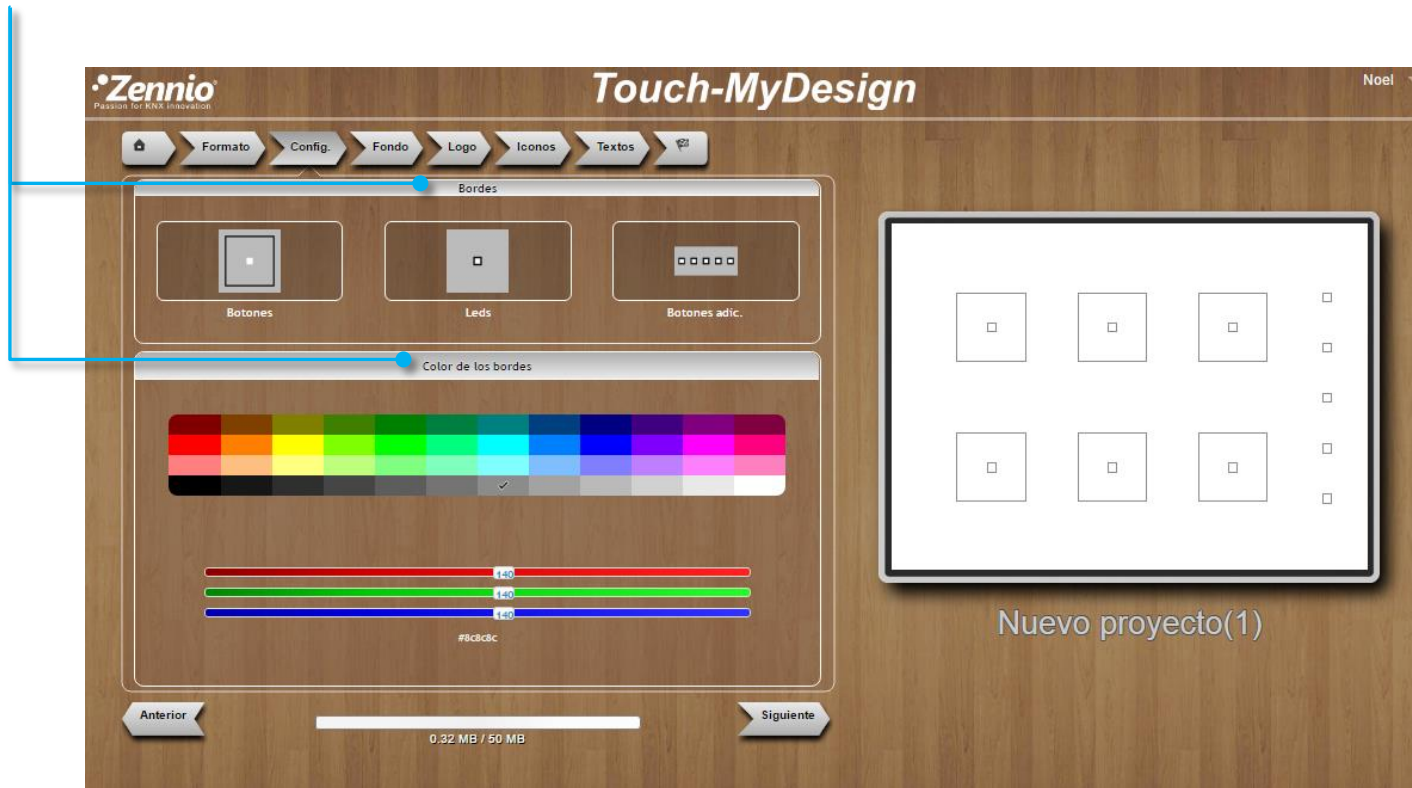 Zennio
Passion for KNX innovation
Touch-MyDesign
Noel
Formato
Config.
Fondo
Logo
Iconos
Textos
Bordes
Botones
Leds
Botones adic.
Color de los bordes
140
140
140
#8c8c8c
Nuevo proyecto(1)
Anterior
0.32 MB / 50 MB
Siguiente